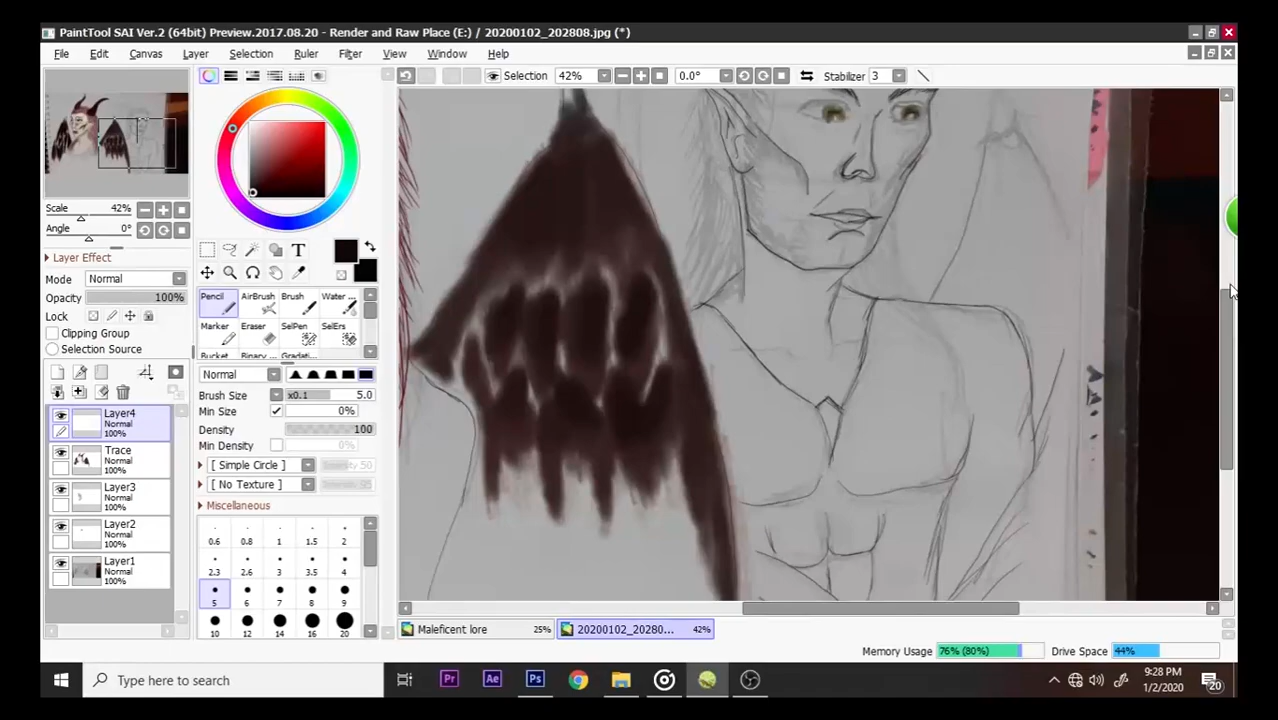 PaintTool SAI Ver.2 (64bit) Preview.2017.08.20 - Render and Raw Place (E:) / 20200102_202808.jpg (*)
File Edit Canvas Layer Selection Ruler Filter View Window Help
Selection 42% 0.0° Stabilizer 3
Scale 42%
Angle 0°
Layer Effect
Mode Normal
Opacity 100%
Lock
Clipping Group
Selection Source
Layer4
Normal
100%
Trace
Normal
100%
Layer3
Normal
100%
Layer2
Normal
100%
Layer1
Normal
100%
T
Pencil AirBrush Brush Water ...
Marker Eraser SelPen SelErs
Bucket Binary ... Gradati...
Normal
Brush Size x0.1 5.0
Min Size 0%
Density 100
Min Density 0%
[ Simple Circle ] 50
[ No Texture ]
Miscellaneous
0.6 0.8 1 1.5 2
2.3 2.6 3 3.5 4
5 6 7 8 9
10 12 14 16 20
Maleficent lore 25% 20200102_20280... 42%
Memory Usage 76% (80%) Drive Space 44%
Type here to search
Pr Ae Ps
9:28 PM
1/2/2020
20